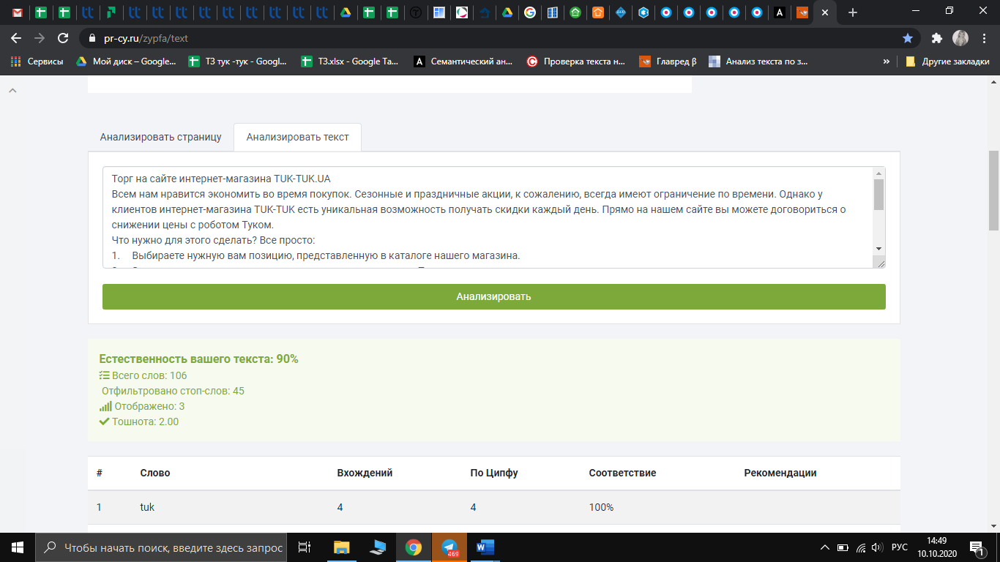 pr-cy.ru/zypfa/text
Сервисы Мой диск – Google... ТЗ тук -тук - Googl... ТЗ.xlsx - Google Ta... Семантический ан... Проверка текста н... Главред β Анализ текста по з... » Другие закладки
Анализировать страницу Анализировать текст
Торг на сайте интернет-магазина TUK-TUK.UA
Всем нам нравится экономить во время покупок. Сезонные и праздничные акции, к сожалению, всегда имеют ограничение по времени. Однако у
клиентов интернет-магазина TUK-TUK есть уникальная возможность получать скидки каждый день. Прямо на нашем сайте вы можете договориться о
снижении цены с роботом Туком.
Что нужно для этого сделать? Все просто:
1. Выбираете нужную вам позицию, представленную в каталоге нашего магазина.
Анализировать
Естественность вашего текста: 90%
Всего слов: 106
Отфильтровано стоп-слов: 45
Отображено: 3
Тошнота: 2.00
# Слово Вхождений По Ципфу Соответствие Рекомендации
1 tuk 4 4 100%
Чтобы начать поиск, введите здесь запрос 469 РУС 14:49
10.10.2020 1